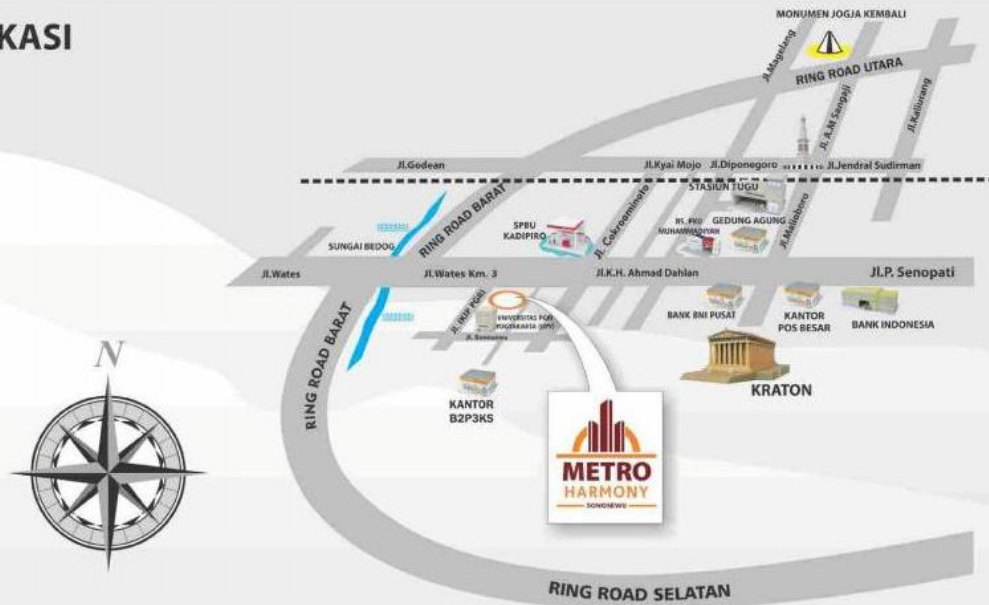 KASI
MONUMEN JOGJA KEMBALI
Jl.Magelang
RING ROAD UTARA
Jl.A.M Sangaji
Jl.Kaliurang
Jl.Godean
Jl.Kyai Mojo
Jl.Diponegoro
Jl.Jendral Sudirman
STASIUN TUGU
RING ROAD BARAT
Jl. Cokroaminoto
SPBU
KADIPIRO
RS. PKU
MUHAMMADIYAH
GEDUNG AGUNG
Jl.Malioboro
SUNGAI BEDOG
Jl.Wates
Jl.Wates Km. 3
Jl.K.H. Ahmad Dahlan
Jl.P. Senopati
Jl. IKIP PGRI
UNIVERSITAS PGRI
YOGYAKARTA (UPY)
BANK BNI PUSAT
KANTOR
POS BESAR
BANK INDONESIA
RING ROAD BARAT
KRATON
KANTOR
B2P3KS
N
METRO
HARMONY
SONOSEWU
RING ROAD SELATAN